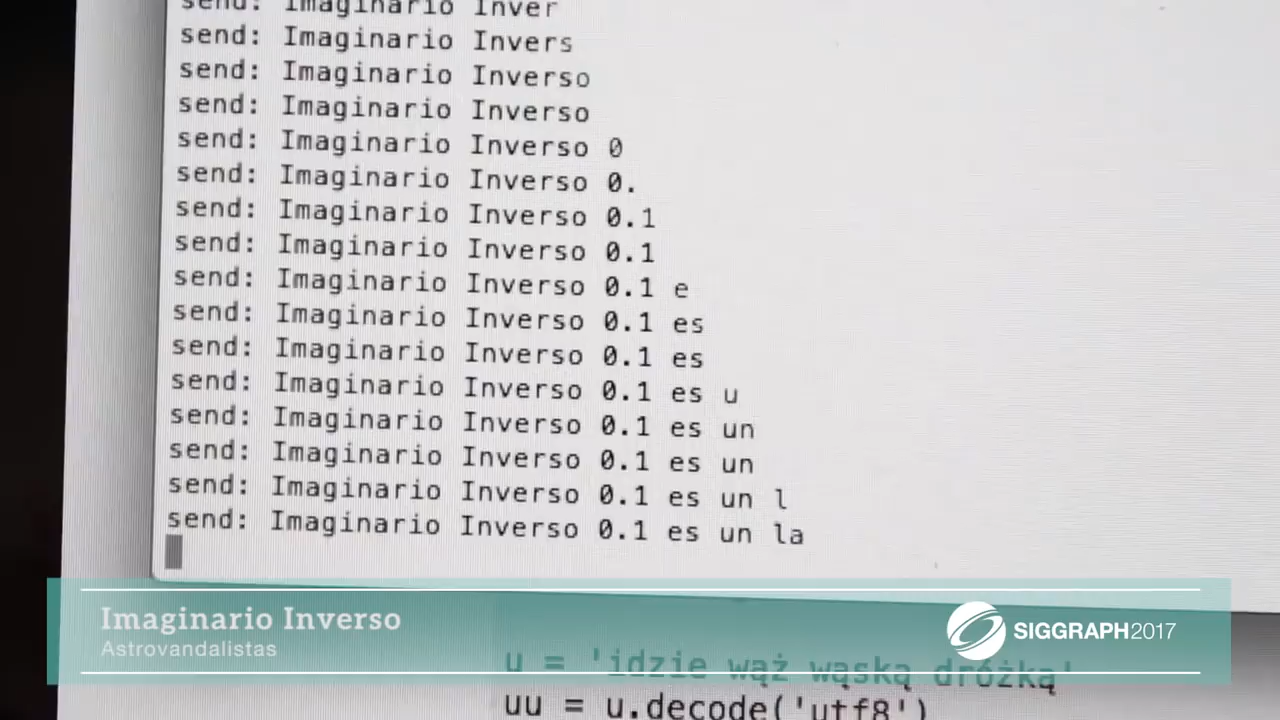 send: Imaginario Inver
send: Imaginario Invers
send: Imaginario Inverso
send: Imaginario Inverso
send: Imaginario Inverso 0
send: Imaginario Inverso 0.
send: Imaginario Inverso 0.1
send: Imaginario Inverso 0.1
send: Imaginario Inverso 0.1 e
send: Imaginario Inverso 0.1 es
send: Imaginario Inverso 0.1 es
send: Imaginario Inverso 0.1 es u
send: Imaginario Inverso 0.1 es un
send: Imaginario Inverso 0.1 es un
send: Imaginario Inverso 0.1 es un l
send: Imaginario Inverso 0.1 es un la
Imaginario Inverso
Astrovandalistas
SIGGRAPH2017
u = 'idzie wąż wąską dróżką'
uu = u.decode('utf8')